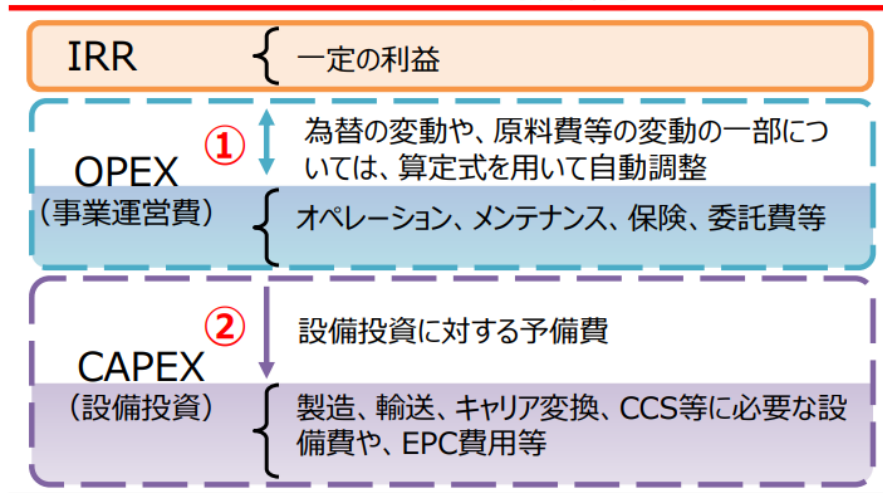 IRR
一定の利益
①
為替の変動や、原料費等の変動の一部につ
いては、算定式を用いて自動調整
OPEX
（事業運営費）
オペレーション、メンテナンス、保険、委託費等
②
設備投資に対する予備費
CAPEX
（設備投資）
製造、輸送、キャリア変換、CCS等に必要な設
備費や、EPC費用等